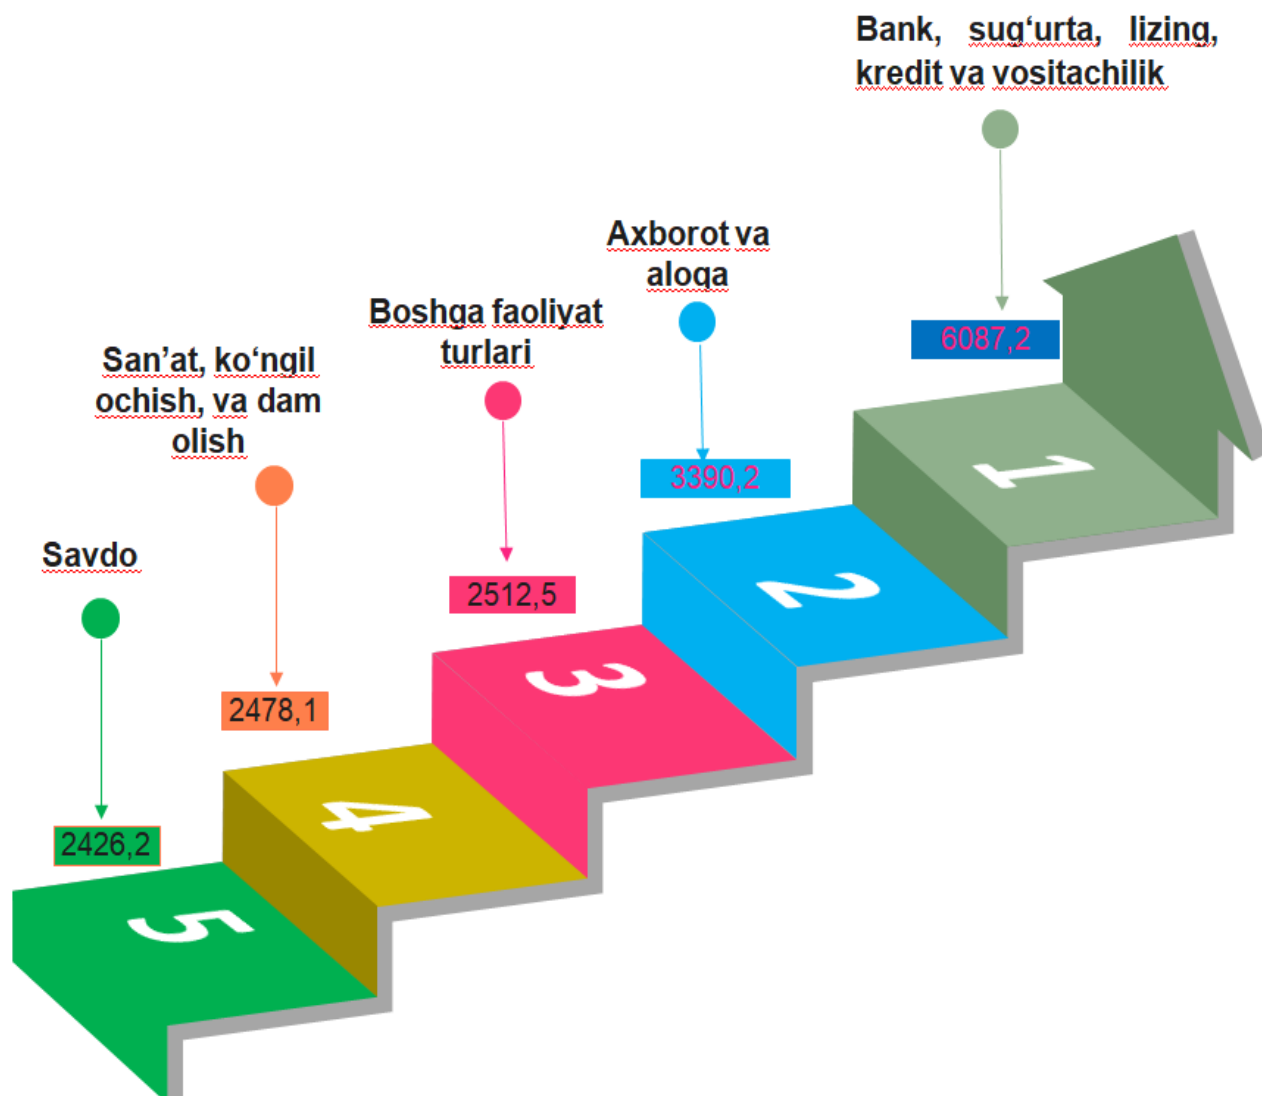 Bank, sug‘urta, lizing,
kredit va vositachilik
Axborot va
aloqa
6087,2
Boshga faoliyat
turlari
San’at, ko‘ngil
ochish, va dam
olish
3390,2
Savdo
2512,5
2478,1
2426,2
1
2
3
4
5